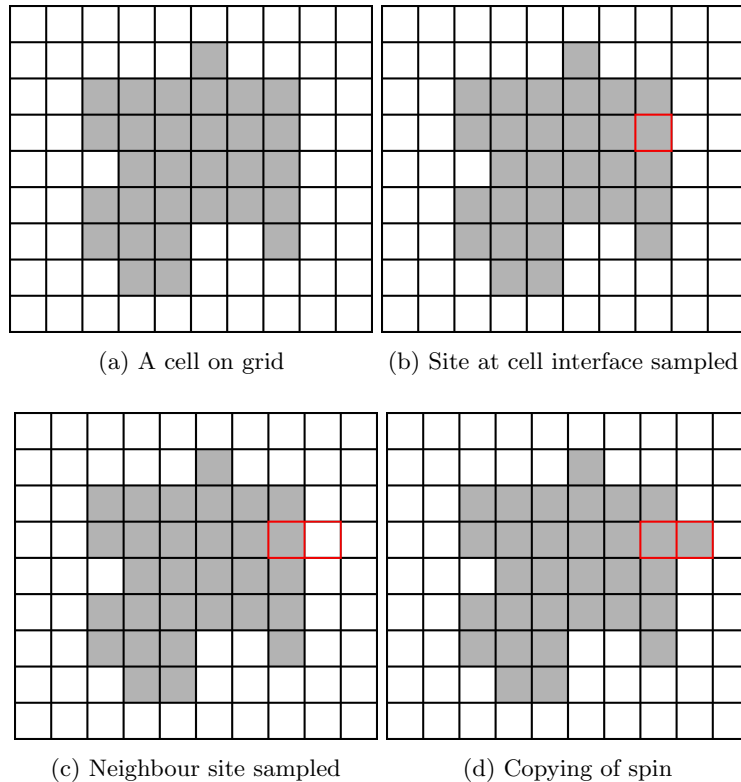 (a) A cell on grid
(b) Site at cell interface sampled
(c) Neighbour site sampled
(d) Copying of spin